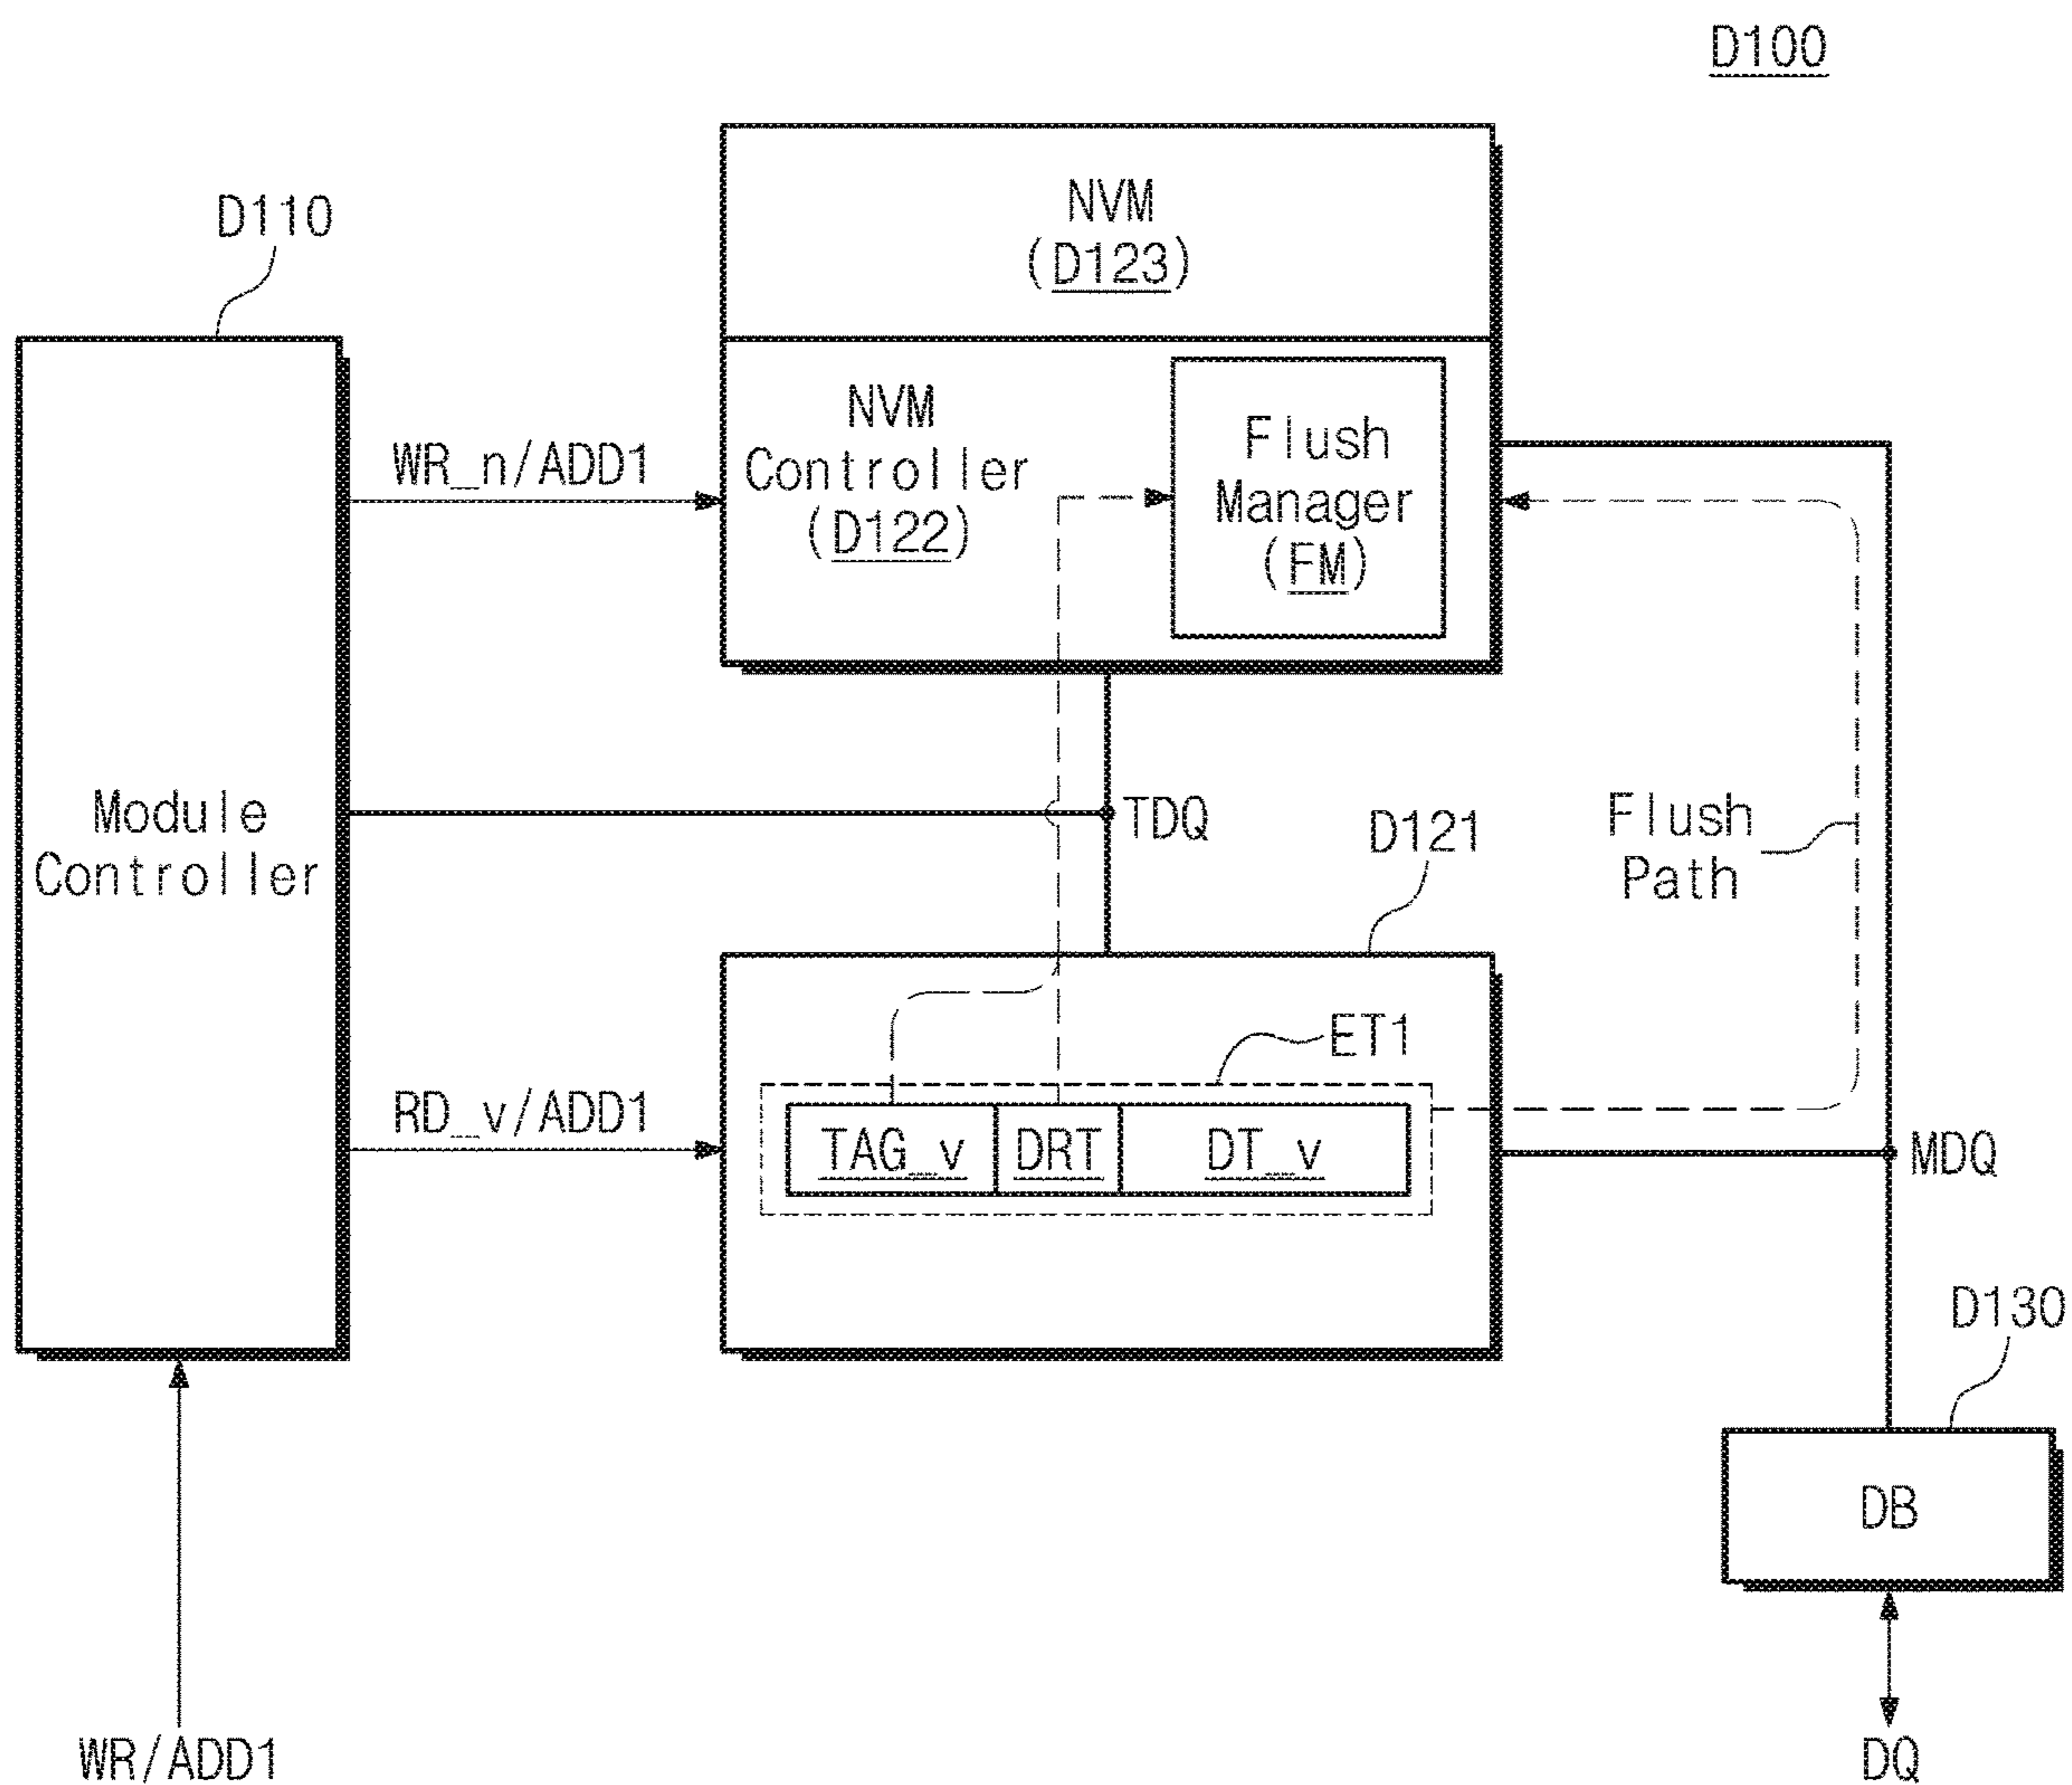 D100
D110
NVM
(D123)
NVM
Controller
(D122)
Flush
Manager
(FM)
WR_n/ADD1
Module
Controller
TDQ
D121
Flush
Path
ET1
RD_v/ADD1
TAG_v DRT DT_v
MDQ
D130
DB
WR/ADD1
DQ